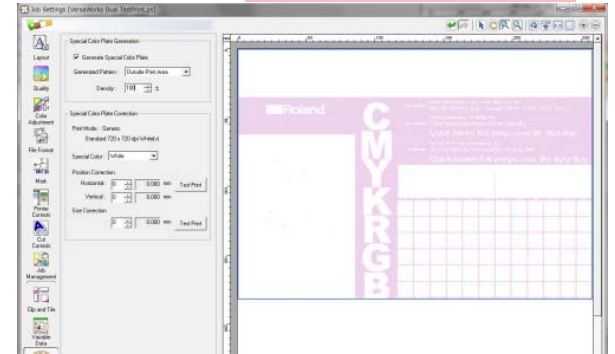 Job Settings [VersaWorks Dual TestPrint.ps]
Layout
Quality
Color
Adjustment
File Format
Mark
Printer
Controls
Cut
Controls
Job
Management
Clip and Tile
Variable
Data
Special Color Plate Generation
Generate Special Color Plate
Generated Pattern: Outside Print Area
Density: 100 %
Special Color Plate Correction
Print Mode : Generic
Standard 720 x 720 dpi (White)(v)
Special Color: White
Position Correction
Horizontal: 0 0.000 mm Test Print
Vertical: 0 0.000 mm
Size Correction
0 0.000 mm Test Print
Roland
CMYKRGB